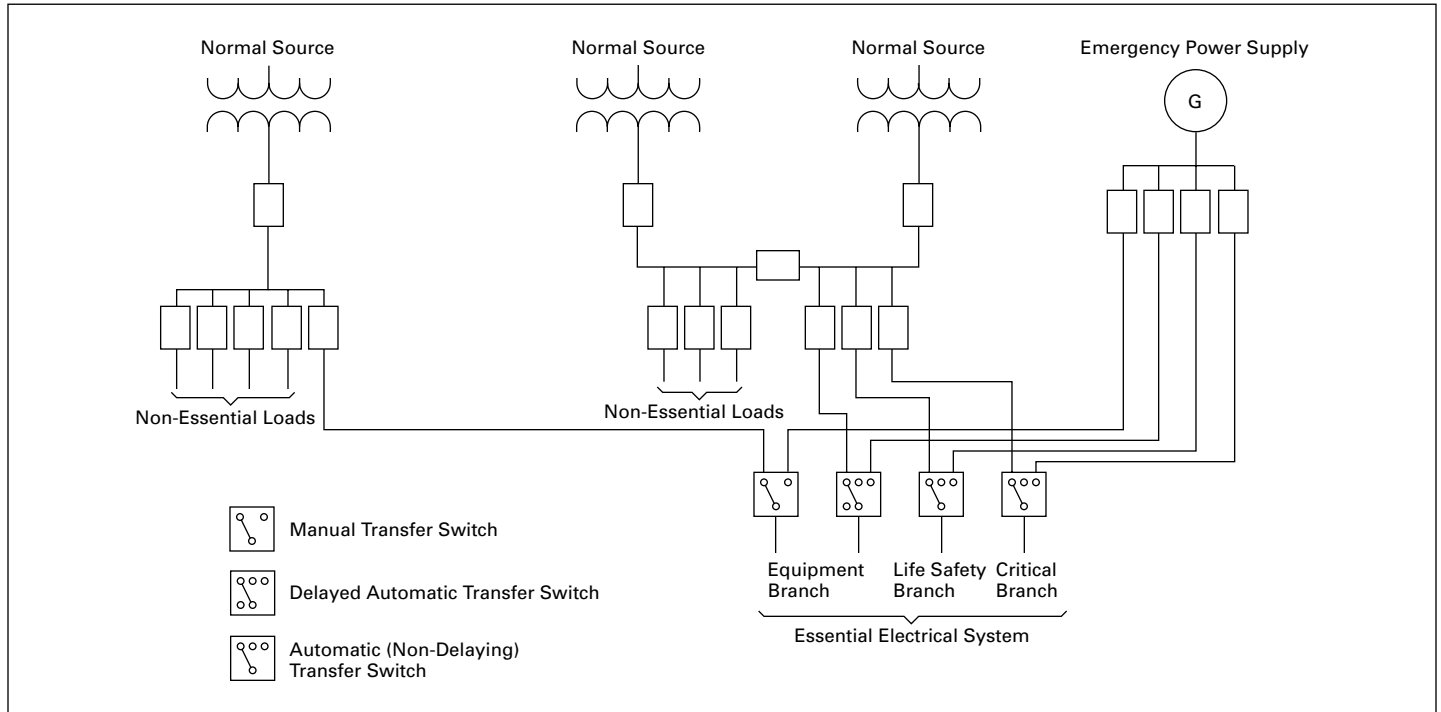 Normal Source
Normal Source
Normal Source
Emergency Power Supply
G
Non-Essential Loads
Non-Essential Loads
Manual Transfer Switch
Delayed Automatic Transfer Switch
Automatic (Non-Delaying)
Transfer Switch
Equipment
Branch
Life Safety
Branch
Critical
Branch
Essential Electrical System